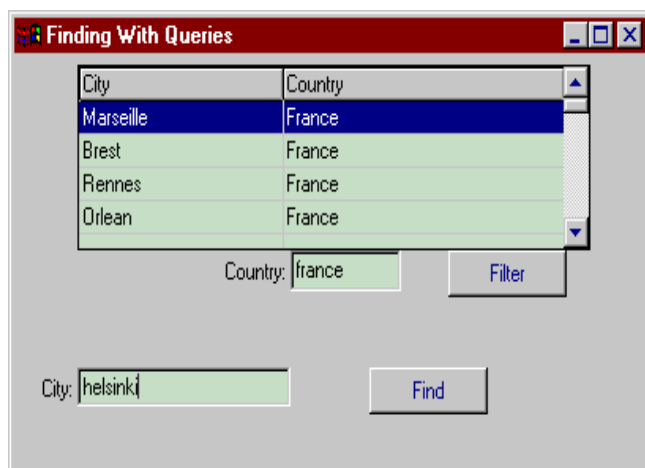 Finding With Queries
City Country
Marseille France
Brest France
Rennes France
Orlean France
Country: france Filter
City: helsinki Find